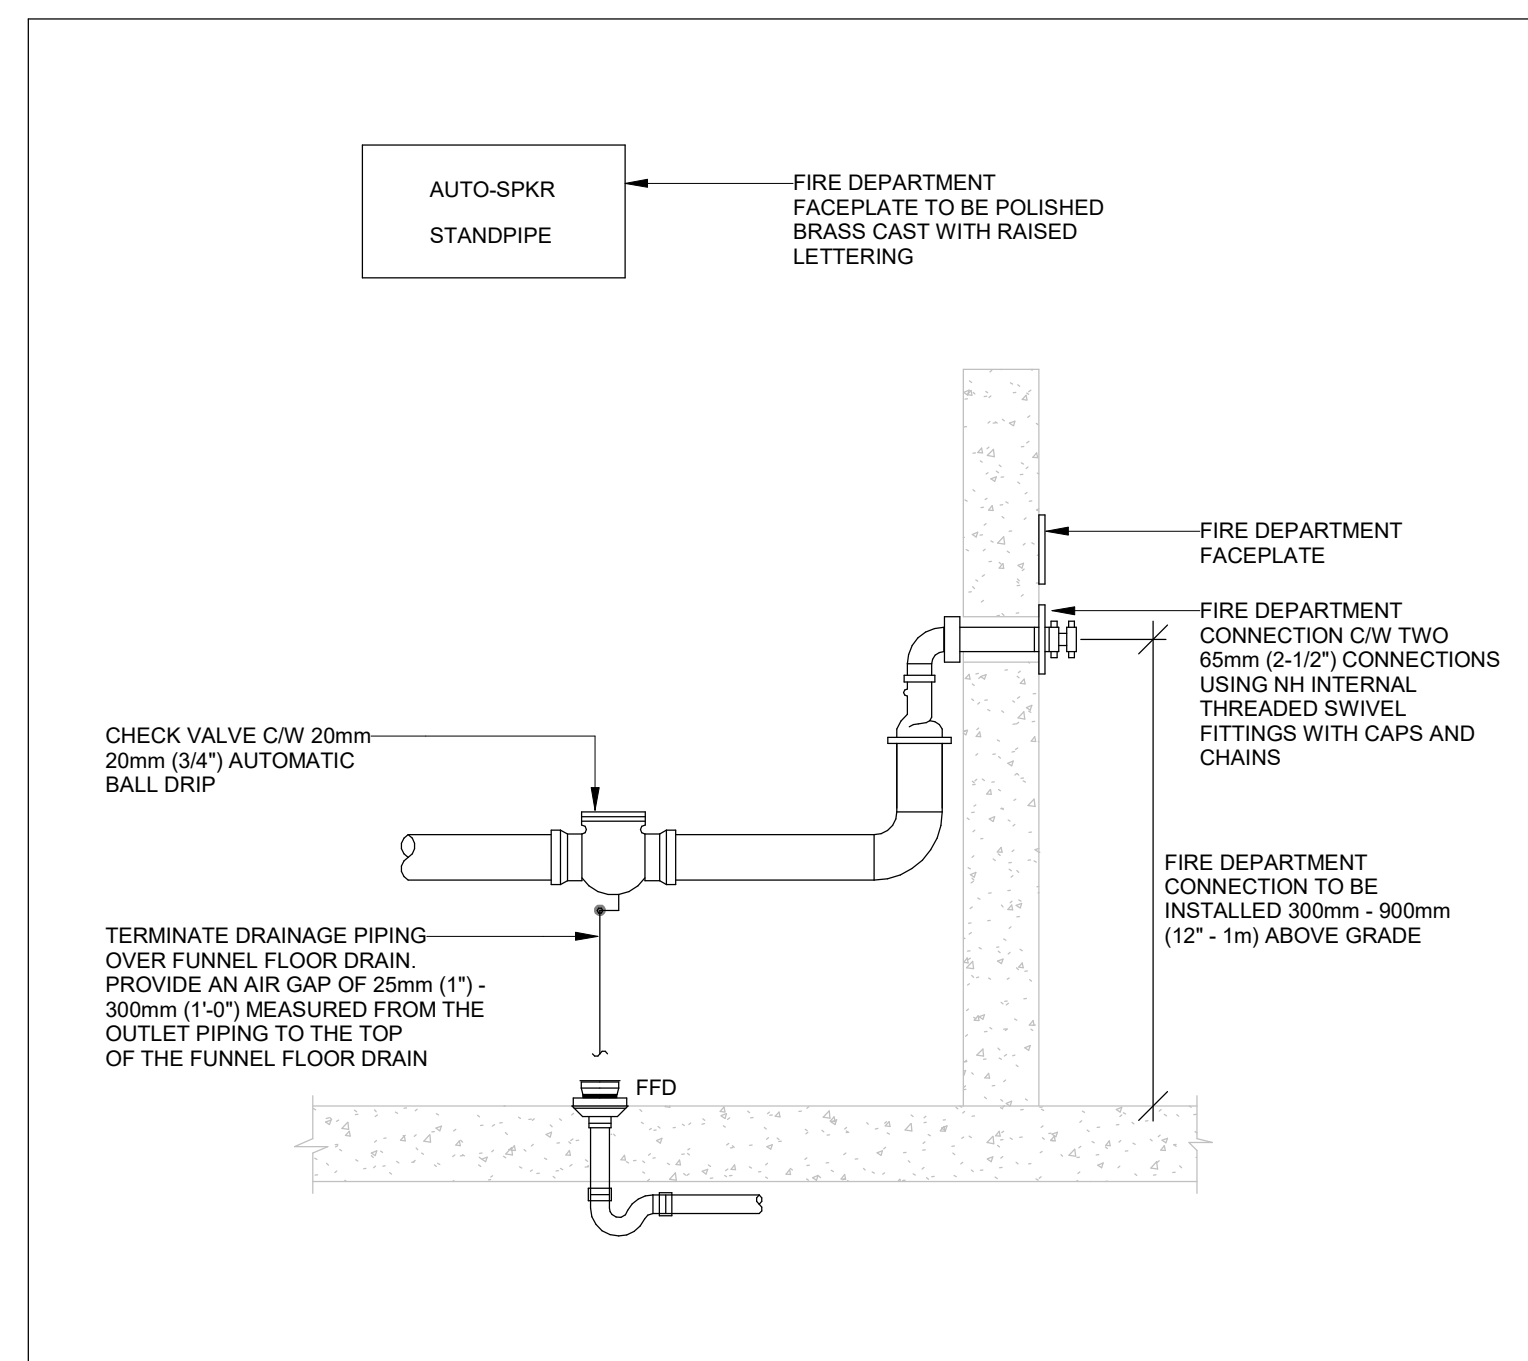 AUTO-SPKR
STANDPIPE
FIRE DEPARTMENT
FACEPLATE TO BE POLISHED
BRASS CAST WITH RAISED
LETTERING
FIRE DEPARTMENT
FACEPLATE
FIRE DEPARTMENT
CONNECTION C/W TWO
65mm (2-1/2") CONNECTIONS
USING NH INTERNAL
THREADED SWIVEL
FITTINGS WITH CAPS AND
CHAINS
CHECK VALVE C/W 20mm
20mm (3/4") AUTOMATIC
BALL DRIP
FIRE DEPARTMENT
CONNECTION TO BE
INSTALLED 300mm - 900mm
(12" - 1m) ABOVE GRADE
TERMINATE DRAINAGE PIPING
OVER FUNNEL FLOOR DRAIN.
PROVIDE AN AIR GAP OF 25mm (1") -
300mm (1'-0") MEASURED FROM THE
OUTLET PIPING TO THE TOP
OF THE FUNNEL FLOOR DRAIN
FFD